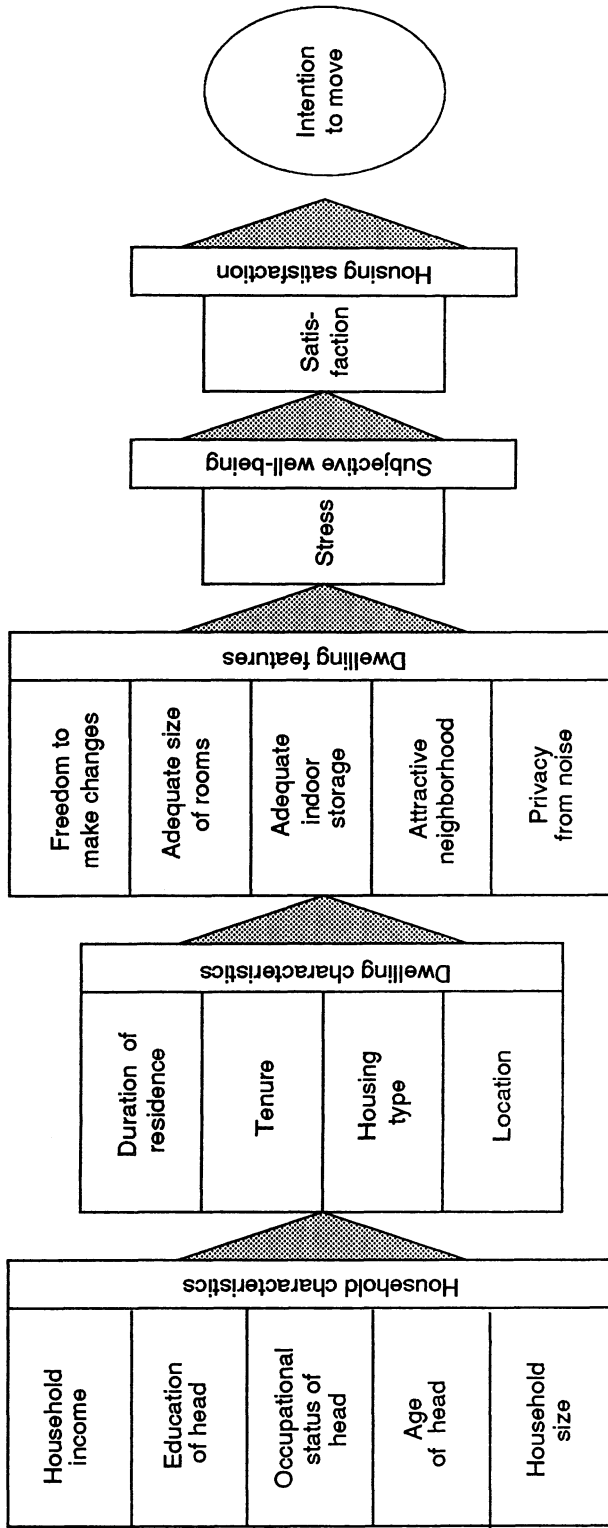 Household
income
Education
of head
Occupational
status of
head
Age
of head
Household
size
Household characteristics
Duration of
residence
Tenure
Housing
type
Location
Dwelling characteristics
Freedom to
make changes
Adequate size
of rooms
Adequate
indoor
storage
Attractive
neighborhood
Privacy
from noise
Dwelling features
Stress
Subjective well-being
Satis-
faction
Housing satisfaction
Intention
to move